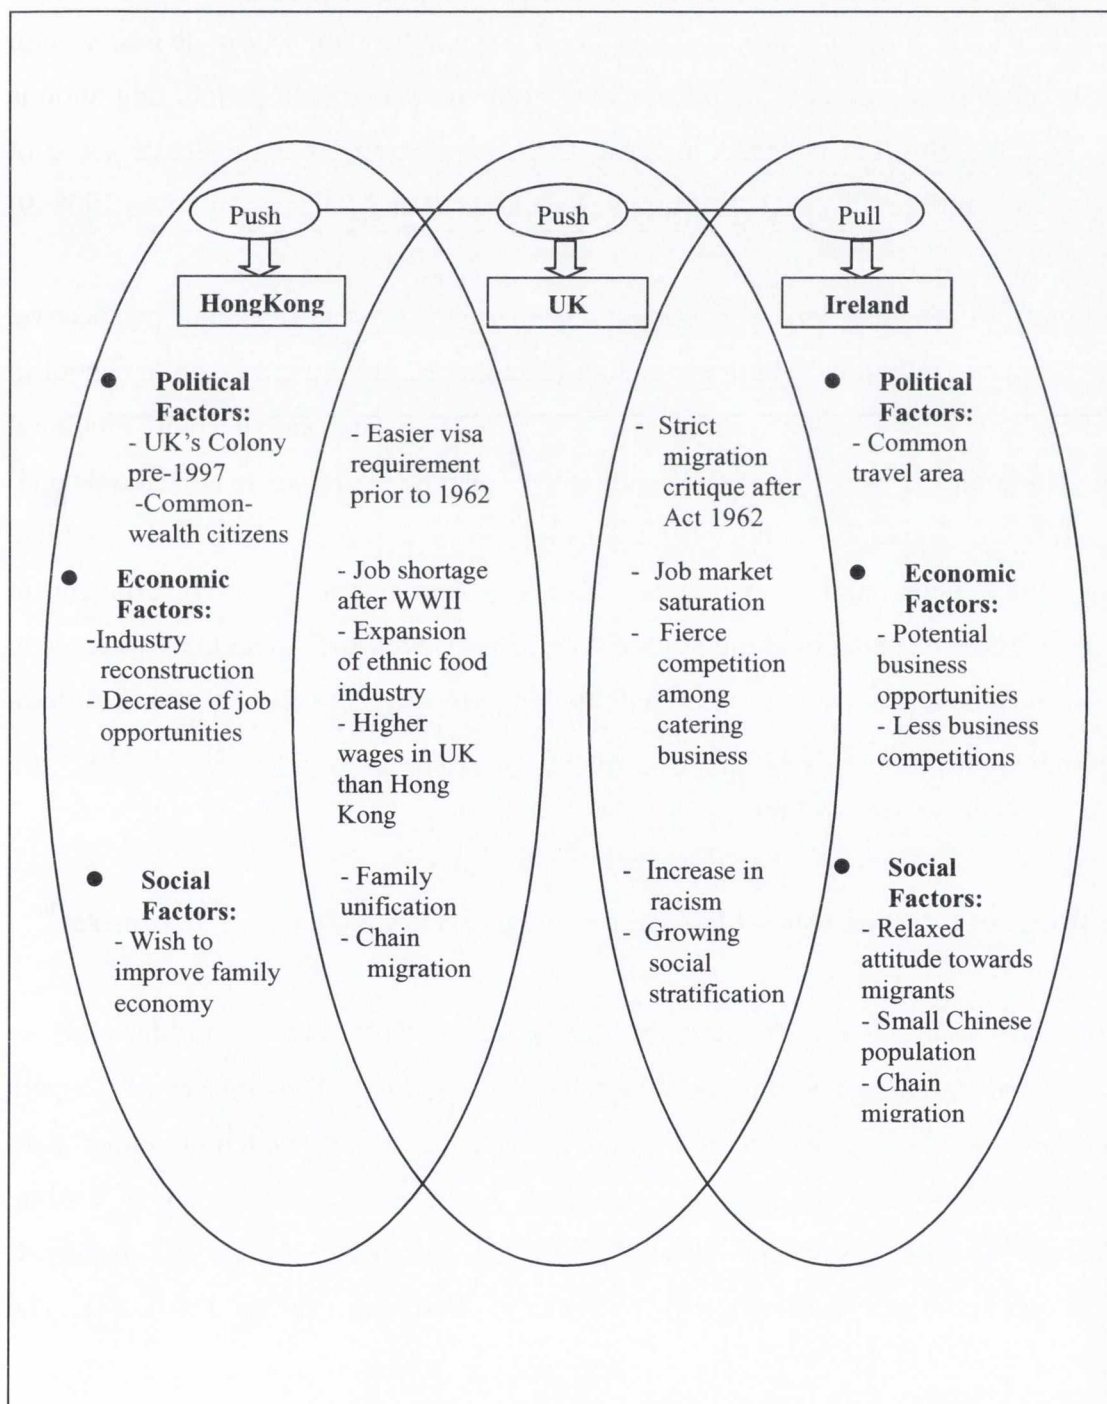 Push
Push
Pull
HongKong
UK
Ireland
● Political
Factors:
- UK's Colony
pre-1997
-Common-
wealth citizens
- Easier visa
requirement
prior to 1962
- Strict
migration
critique after
Act 1962
● Political
Factors:
- Common
travel area
● Economic
Factors:
-Industry
reconstruction
- Decrease of job
opportunities
- Job shortage
after WWII
- Expansion
of ethnic food
industry
- Higher
wages in UK
than Hong
Kong
- Job market
saturation
- Fierce
competition
among
catering
business
● Economic
Factors:
- Potential
business
opportunities
- Less business
competitions
● Social
Factors:
- Wish to
improve family
economy
- Family
unification
- Chain
migration
- Increase in
racism
- Growing
social
stratification
● Social
Factors:
- Relaxed
attitude towards
migrants
- Small Chinese
population
- Chain
migration